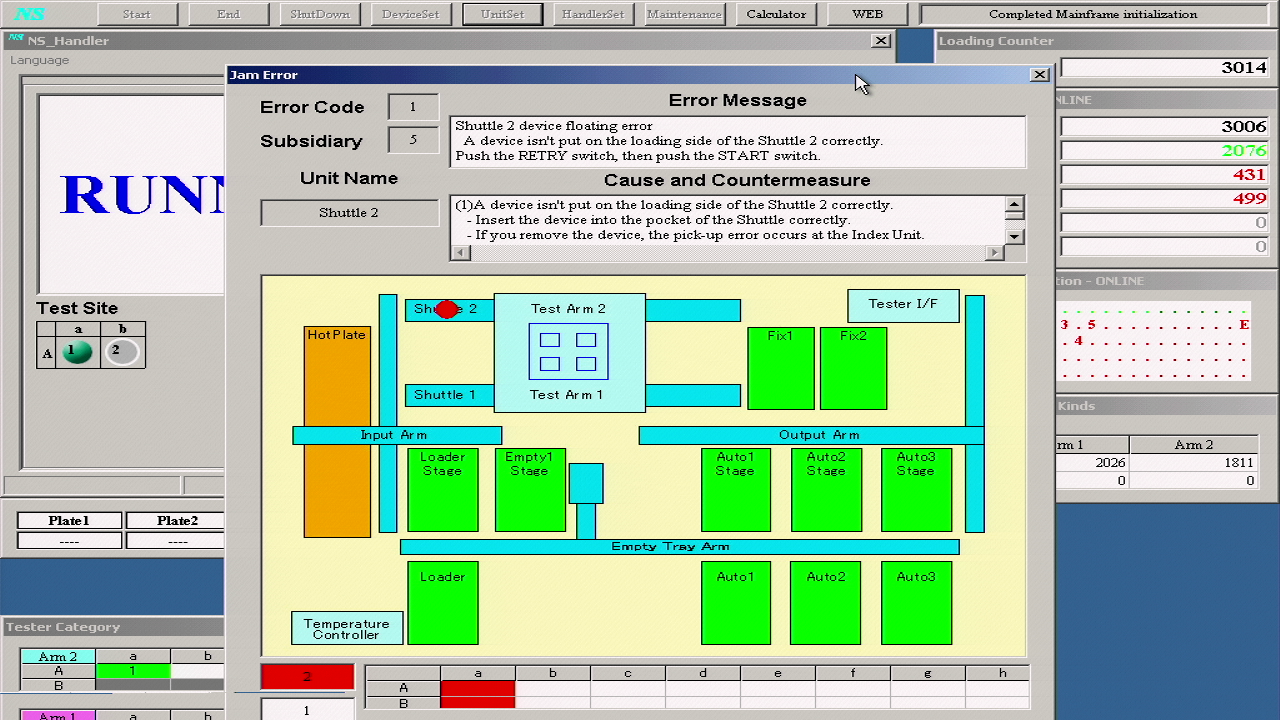 NS
Start
End
ShutDown
DeviceSet
UnitSet
HandlerSet
Maintenance
Calculator
WEB
Completed Mainframe initialization
NS NS_Handler
Loading Counter
Language
3014
Jam Error
NLINE
Error Code
1
Error Message
Subsidiary
5
Shuttle 2 device floating error
A device isn't put on the loading side of the Shuttle 2 correctly.
Push the RETRY switch, then push the START switch.
3006
2076
431
499
0
0
Unit Name
Shuttle 2
Cause and Countermeasure
(1)A device isn't put on the loading side of the Shuttle 2 correctly.
- Insert the device into the pocket of the Shuttle correctly.
- If you remove the device, the pick-up error occurs at the Index Unit.
RUNN
Test Site
a b
A 1 2
tion - ONLINE
3 . 5 . . . . . . . . . . E
. 4 . . . . . . . . . . .
Kinds
rm 1 Arm 2
2026 1811
0 0
Test Arm 2
Tester I/F
HotPlate
Fix1
Fix2
Shuttle 1
Test Arm 1
Input Arm
Output Arm
Loader
Stage
Empty1
Stage
Auto1
Stage
Auto2
Stage
Auto3
Stage
Empty Tray Arm
Loader
Auto1
Auto2
Auto3
Temperature
Controller
Plate1 Plate2
---- ----
Tester Category
Arm 2 a b
A 1
B
Arm 1 a b
2
1
a b c d e f g h
A
B